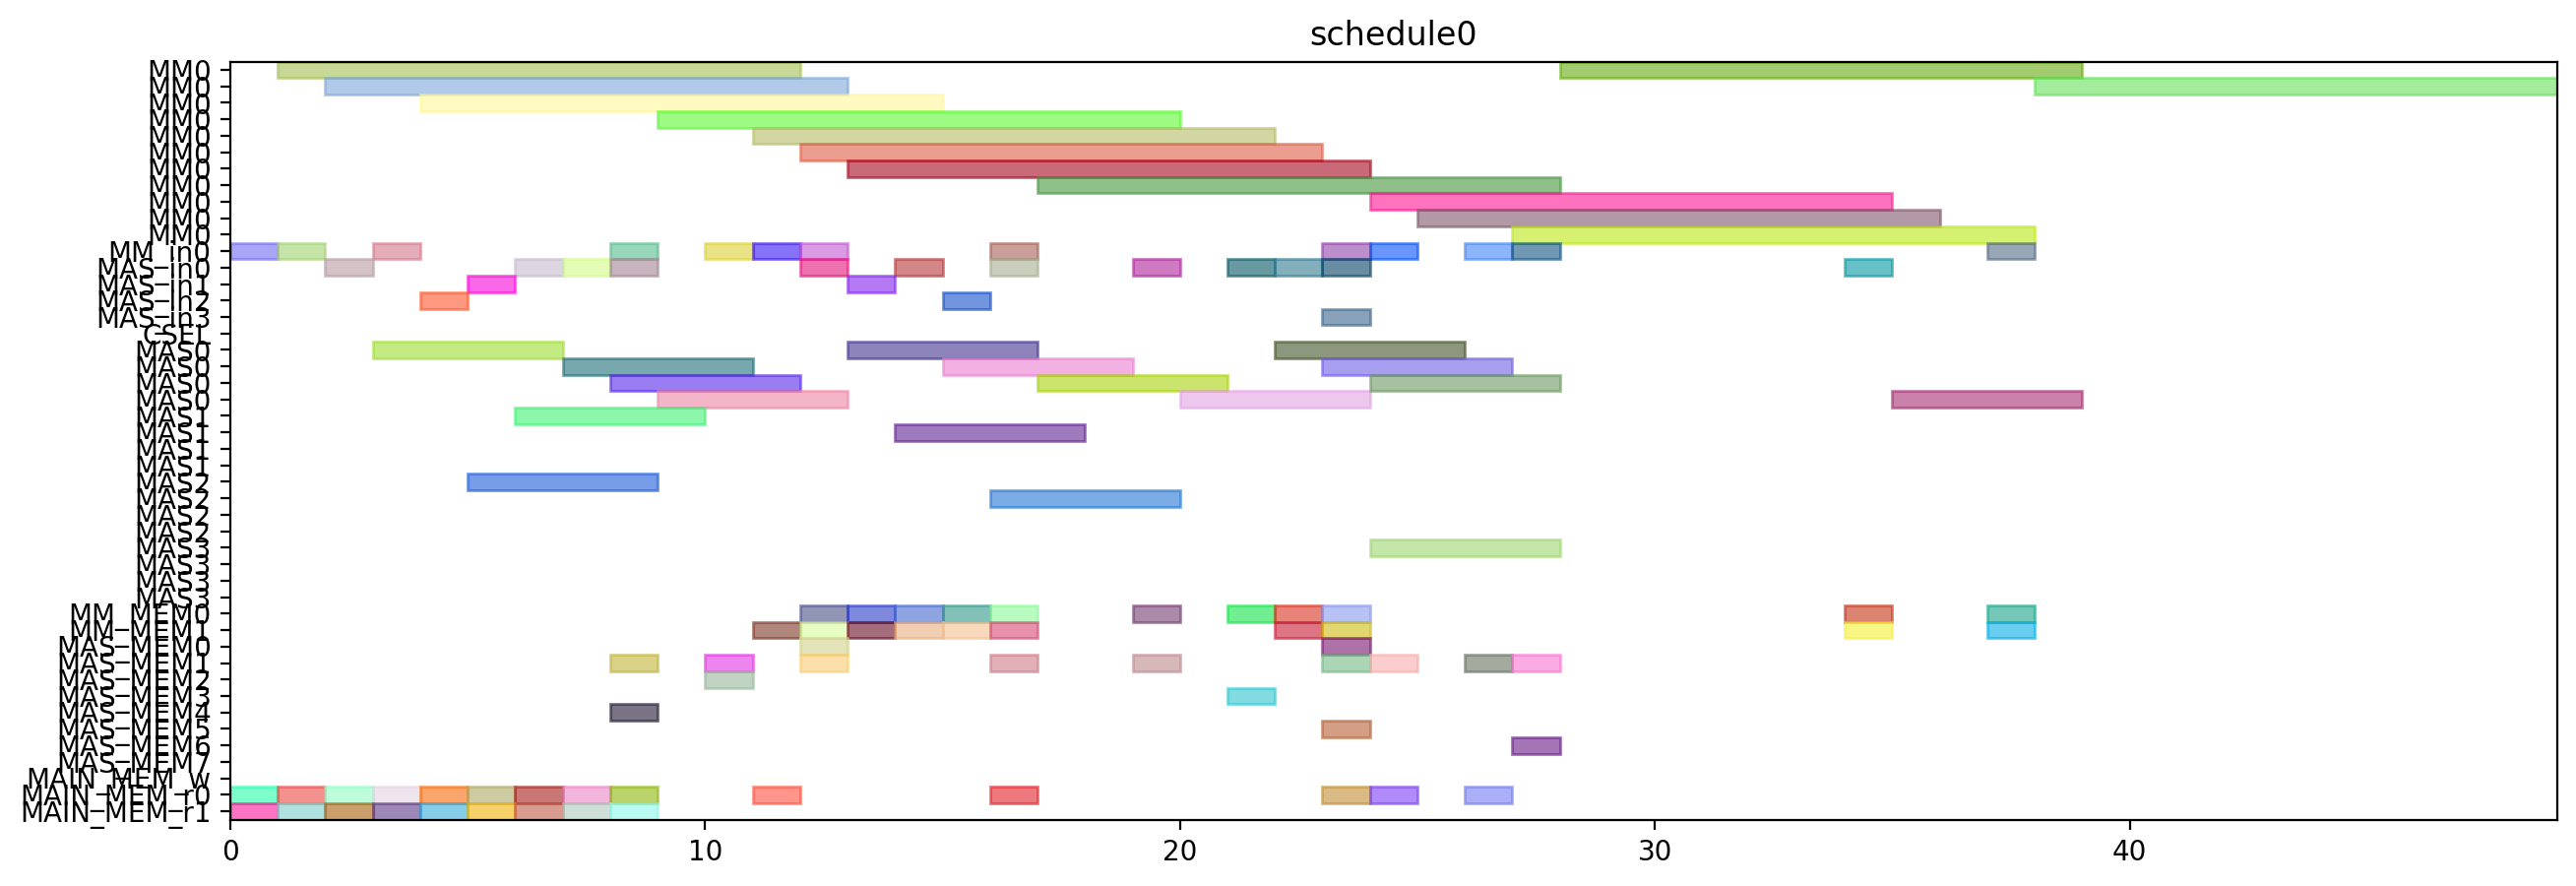 schedule0
MM0
MM0
MM0
MM0
MM0
MM0
MM0
MM0
MM0
MM0
MM0
MM_in0
MAS_in0
MAS_in1
MAS_in2
MAS_in3
CSEL
MAS0
MAS0
MAS0
MAS0
MAS1
MAS1
MAS1
MAS1
MAS2
MAS2
MAS2
MAS2
MAS3
MAS3
MAS3
MAS3
MM_MEM0
MM_MEM1
MAS_MEM0
MAS_MEM1
MAS_MEM2
MAS_MEM3
MAS_MEM4
MAS_MEM5
MAS_MEM6
MAS_MEM7
MAIN_MEM_w
MAIN_MEM_r0
MAIN_MEM_r1
0 10 20 30 40